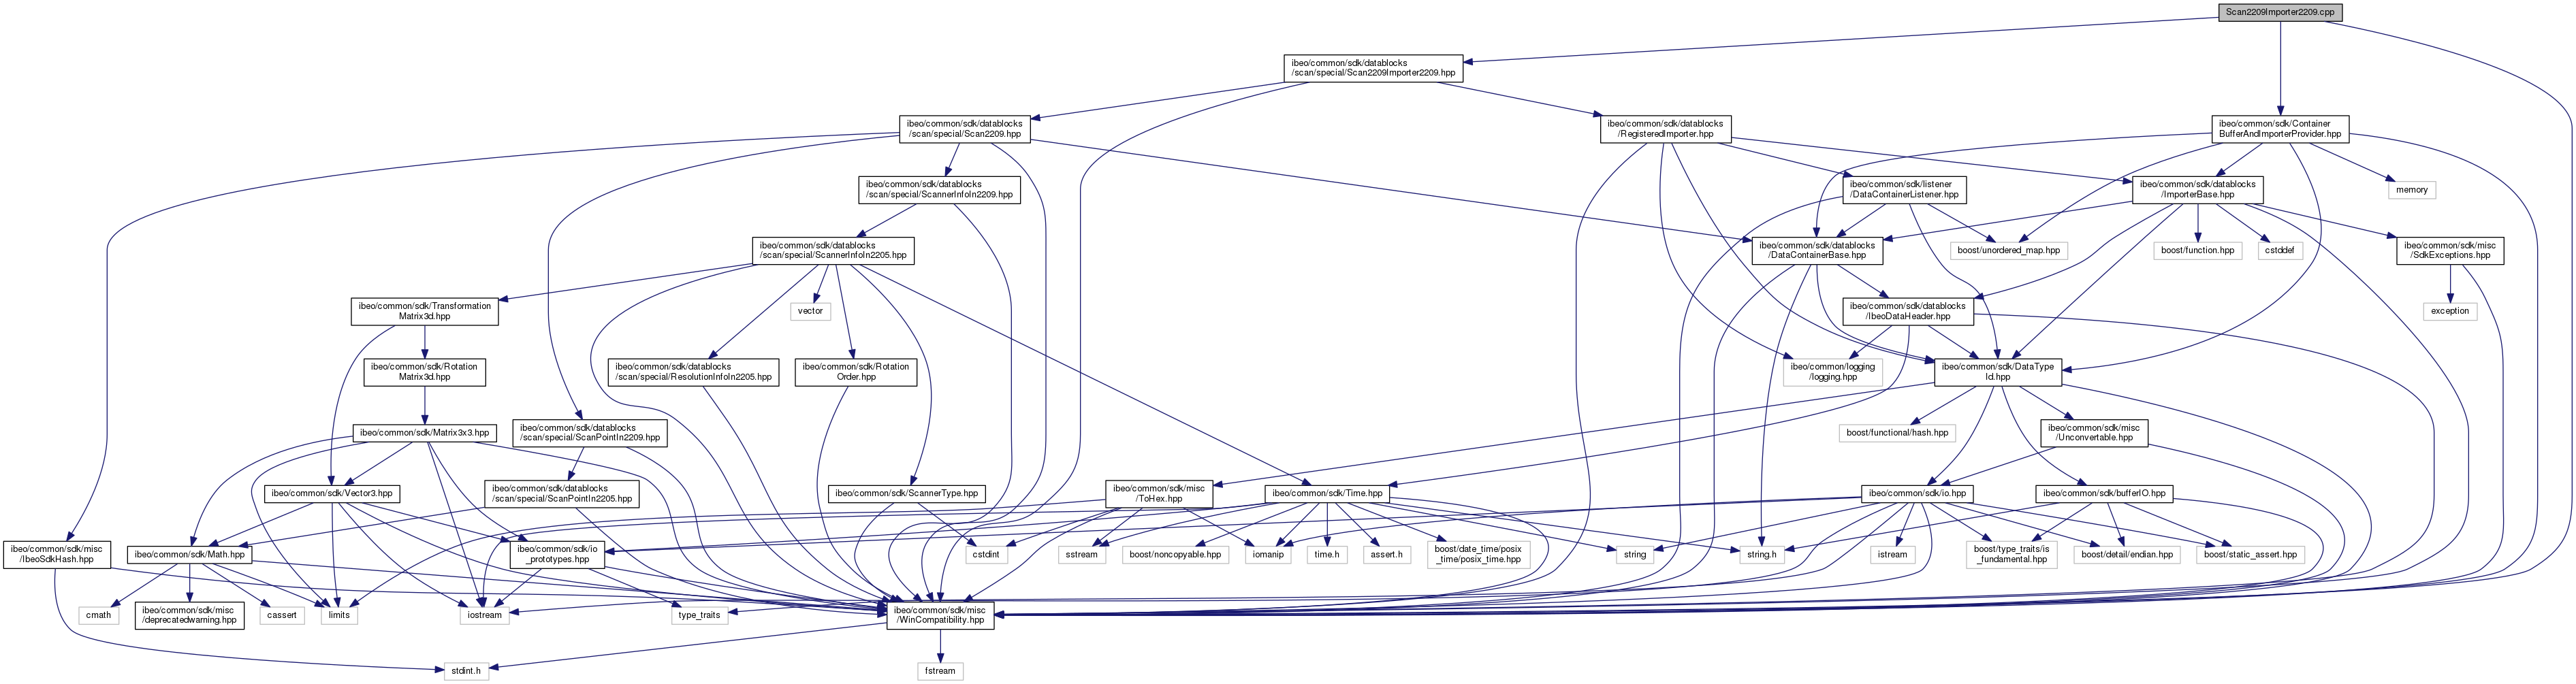 Scan2209Importer2209.cpp
ibeo/common/sdk/datablocks
/scan/special/Scan2209Importer2209.hpp
ibeo/common/sdk/datablocks
/scan/special/Scan2209.hpp
ibeo/common/sdk/datablocks
/RegisteredImporter.hpp
ibeo/common/sdk/Container
BufferAndImporterProvider.hpp
ibeo/common/sdk/datablocks
/scan/special/ScannerInfoIn2209.hpp
ibeo/common/sdk/listener
/DataContainerListener.hpp
ibeo/common/sdk/datablocks
/ImporterBase.hpp
memory
ibeo/common/sdk/datablocks
/scan/special/ScannerInfoIn2205.hpp
ibeo/common/sdk/datablocks
/DataContainerBase.hpp
boost/unordered_map.hpp
boost/function.hpp
cstddef
ibeo/common/sdk/misc
/SdkExceptions.hpp
ibeo/common/sdk/Transformation
Matrix3d.hpp
vector
ibeo/common/sdk/datablocks
/IbeoDataHeader.hpp
exception
ibeo/common/sdk/Rotation
Matrix3d.hpp
ibeo/common/sdk/datablocks
/scan/special/ResolutionInfoIn2205.hpp
ibeo/common/sdk/Rotation
Order.hpp
ibeo/common/logging
/logging.hpp
ibeo/common/sdk/DataType
Id.hpp
ibeo/common/sdk/Matrix3x3.hpp
ibeo/common/sdk/datablocks
/scan/special/ScanPointIn2209.hpp
boost/functional/hash.hpp
ibeo/common/sdk/misc
/Unconvertable.hpp
ibeo/common/sdk/Vector3.hpp
ibeo/common/sdk/datablocks
/scan/special/ScanPointIn2205.hpp
ibeo/common/sdk/ScannerType.hpp
ibeo/common/sdk/misc
/ToHex.hpp
ibeo/common/sdk/Time.hpp
ibeo/common/sdk/io.hpp
ibeo/common/sdk/bufferIO.hpp
ibeo/common/sdk/misc
/IbeoSdkHash.hpp
ibeo/common/sdk/Math.hpp
ibeo/common/sdk/io
_prototypes.hpp
cstdint
sstream
boost/noncopyable.hpp
iomanip
time.h
assert.h
boost/date_time/posix
_time/posix_time.hpp
string
string.h
istream
boost/type_traits/is
_fundamental.hpp
boost/detail/endian.hpp
boost/static_assert.hpp
cmath
ibeo/common/sdk/misc
/deprecatedwarning.hpp
cassert
limits
iostream
type_traits
ibeo/common/sdk/misc
/WinCompatibility.hpp
stdint.h
fstream